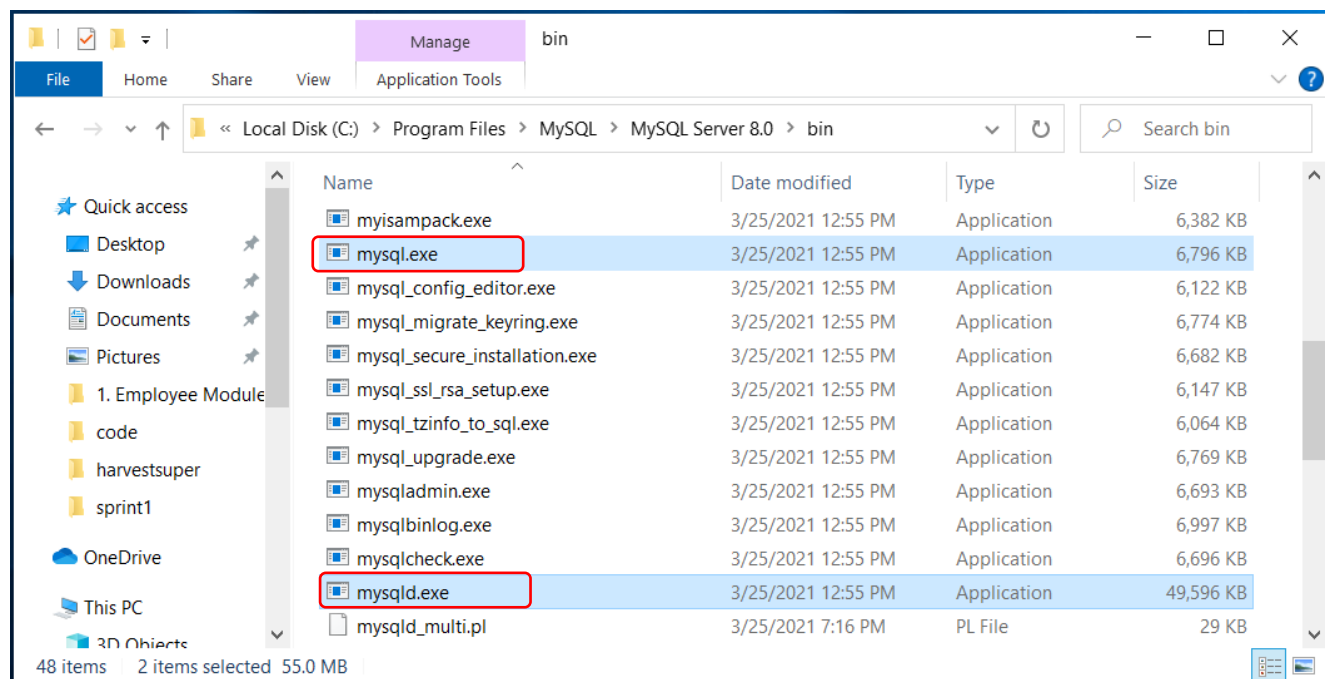 Manage bin
File Home Share View Application Tools
« Local Disk (C:) > Program Files > MySQL > MySQL Server 8.0 > bin Search bin
Quick access
Desktop
Downloads
Documents
Pictures
1. Employee Module
code
harvestsuper
sprint1
OneDrive
This PC
3D Objects
Name Date modified Type Size
myisampack.exe 3/25/2021 12:55 PM Application 6,382 KB
mysql.exe 3/25/2021 12:55 PM Application 6,796 KB
mysql_config_editor.exe 3/25/2021 12:55 PM Application 6,122 KB
mysql_migrate_keyring.exe 3/25/2021 12:55 PM Application 6,774 KB
mysql_secure_installation.exe 3/25/2021 12:55 PM Application 6,682 KB
mysql_ssl_rsa_setup.exe 3/25/2021 12:55 PM Application 6,147 KB
mysql_tzinfo_to_sql.exe 3/25/2021 12:55 PM Application 6,064 KB
mysql_upgrade.exe 3/25/2021 12:55 PM Application 6,769 KB
mysqladmin.exe 3/25/2021 12:55 PM Application 6,693 KB
mysqlbinlog.exe 3/25/2021 12:55 PM Application 6,997 KB
mysqlcheck.exe 3/25/2021 12:55 PM Application 6,696 KB
mysqld.exe 3/25/2021 12:55 PM Application 49,596 KB
mysqld_multi.pl 3/25/2021 7:16 PM PL File 29 KB
48 items 2 items selected 55.0 MB